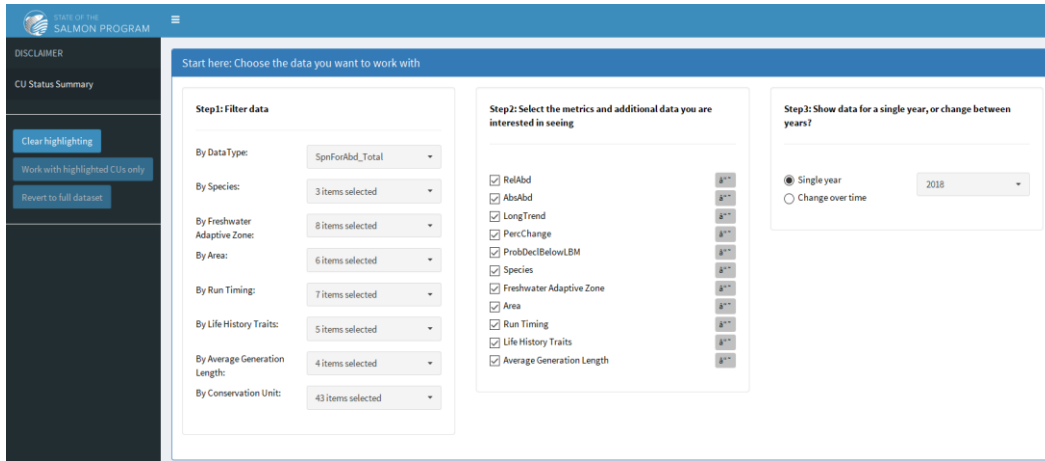 STATE OF THE
SALMON PROGRAM
DISCLAIMER
CU Status Summary
Clear highlighting
Work with highlighted CUs only
Revert to full dataset
Start here: Choose the data you want to work with
Step1: Filter data
By DataType:
SpnForAbd_Total
By Species:
3 items selected
By Freshwater
Adaptive Zone:
8 items selected
By Area:
6 items selected
By Run Timing:
7 items selected
By Life History Traits:
5 items selected
By Average Generation
Length:
4 items selected
By Conservation Unit:
43 items selected
Step2: Select the metrics and additional data you are
interested in seeing
RelAbd
AbsAbd
LongTrend
PercChange
ProbDeclBelowLBM
Species
Freshwater Adaptive Zone
Area
Run Timing
Life History Traits
Average Generation Length
Step3: Show data for a single year, or change between
years?
Single year
Change over time
2018